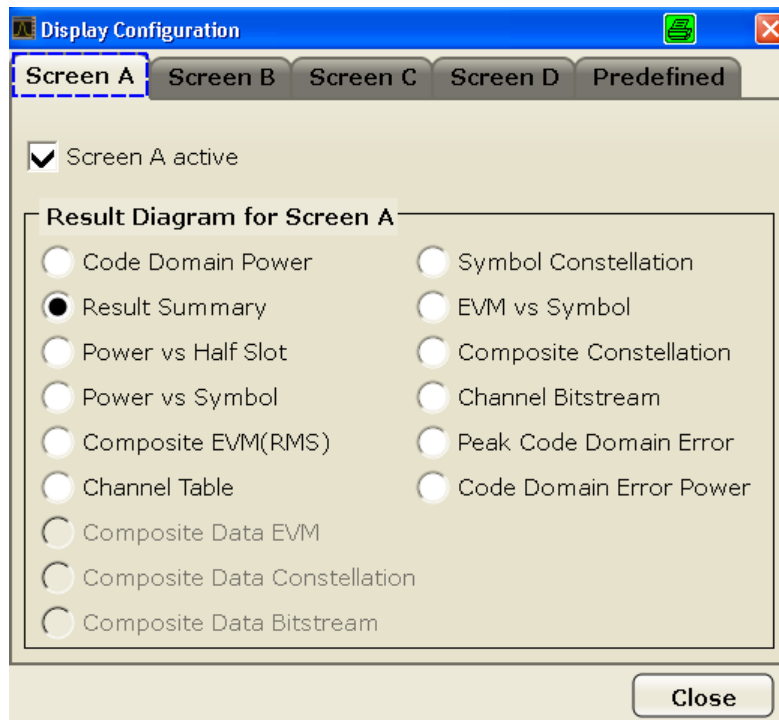 Display Configuration
Screen A
Screen B
Screen C
Screen D
Predefined
Screen A active
Result Diagram for Screen A
Code Domain Power
Result Summary
Power vs Half Slot
Power vs Symbol
Composite EVM(RMS)
Channel Table
Composite Data EVM
Composite Data Constellation
Composite Data Bitstream
Symbol Constellation
EVM vs Symbol
Composite Constellation
Channel Bitstream
Peak Code Domain Error
Code Domain Error Power
Close